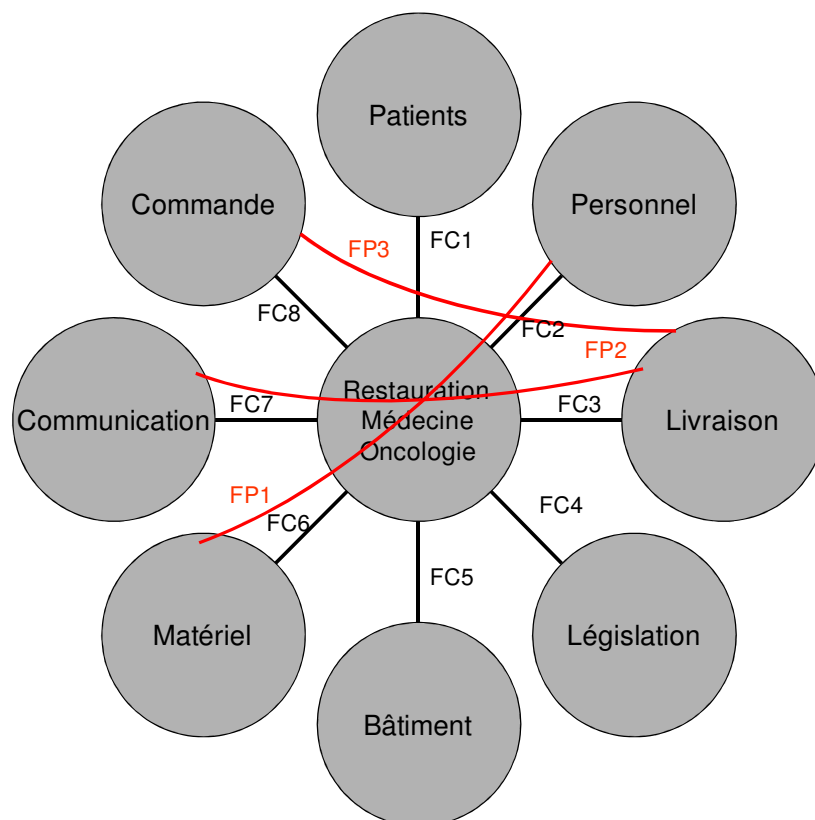 Patients
Commande
Personnel
FP3
FC1
FC8
FC2
FP2
Restauration
Médecine
Oncologie
Communication
FC7
FC3
Livraison
FP1
FC6
FC4
FC5
Matériel
Législation
Bâtiment